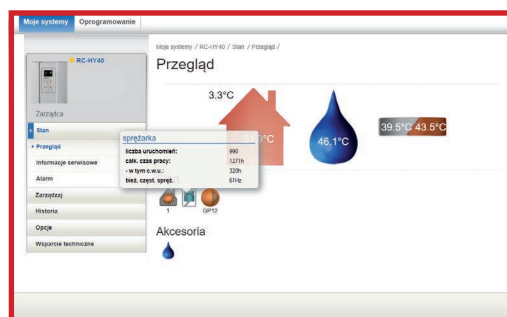 Moje systemy Oprogramowanie
Moje systemy / RC-HY40 / Stan / Przegląd /
RC-HY40
Przegląd
3.3°C
Zarządca
39.5°C 43.5°C
Stan
46.1°C
sprężarka
liczba uruchomień: 990
całk. czas pracy: 1271h
- w tym c.w.u.: 320h
bież. częst. spręż. 61Hz
Przegląd
Informacje serwisowe
Alarm
Zarządzaj
Historia
Opcje
Wsparcie techniczne
1 GP12
Akcesoria